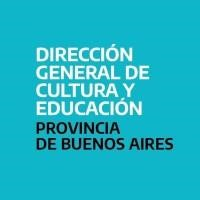 DIRECCIÓN
GENERAL DE
CULTURA Y
EDUCACIÓN
PROVINCIA
DE BUENOS AIRES